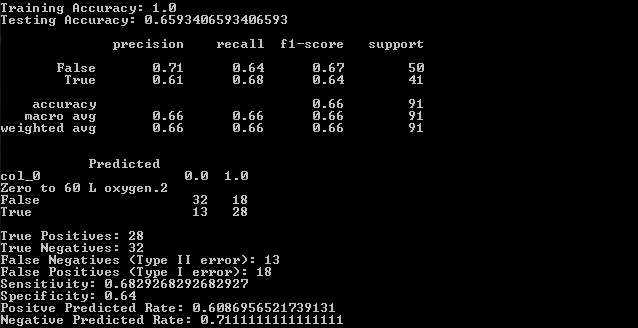 Training Accuracy: 1.0
Testing Accuracy: 0.6593406593406593
precision recall f1-score support
False 0.71 0.64 0.67 50
True 0.61 0.68 0.64 41
accuracy 0.66 91
macro avg 0.66 0.66 0.66 91
weighted avg 0.66 0.66 0.66 91
Predicted
col_0 0.0 1.0
Zero to 60 L oxygen.2
False 32 18
True 13 28
True Positives: 28
True Negatives: 32
False Negatives (Type II error): 13
False Positives (Type I error): 18
Sensitivity: 0.6829268292682927
Specificity: 0.64
Positve Predicted Rate: 0.6086956521739131
Negative Predicted Rate: 0.7111111111111111